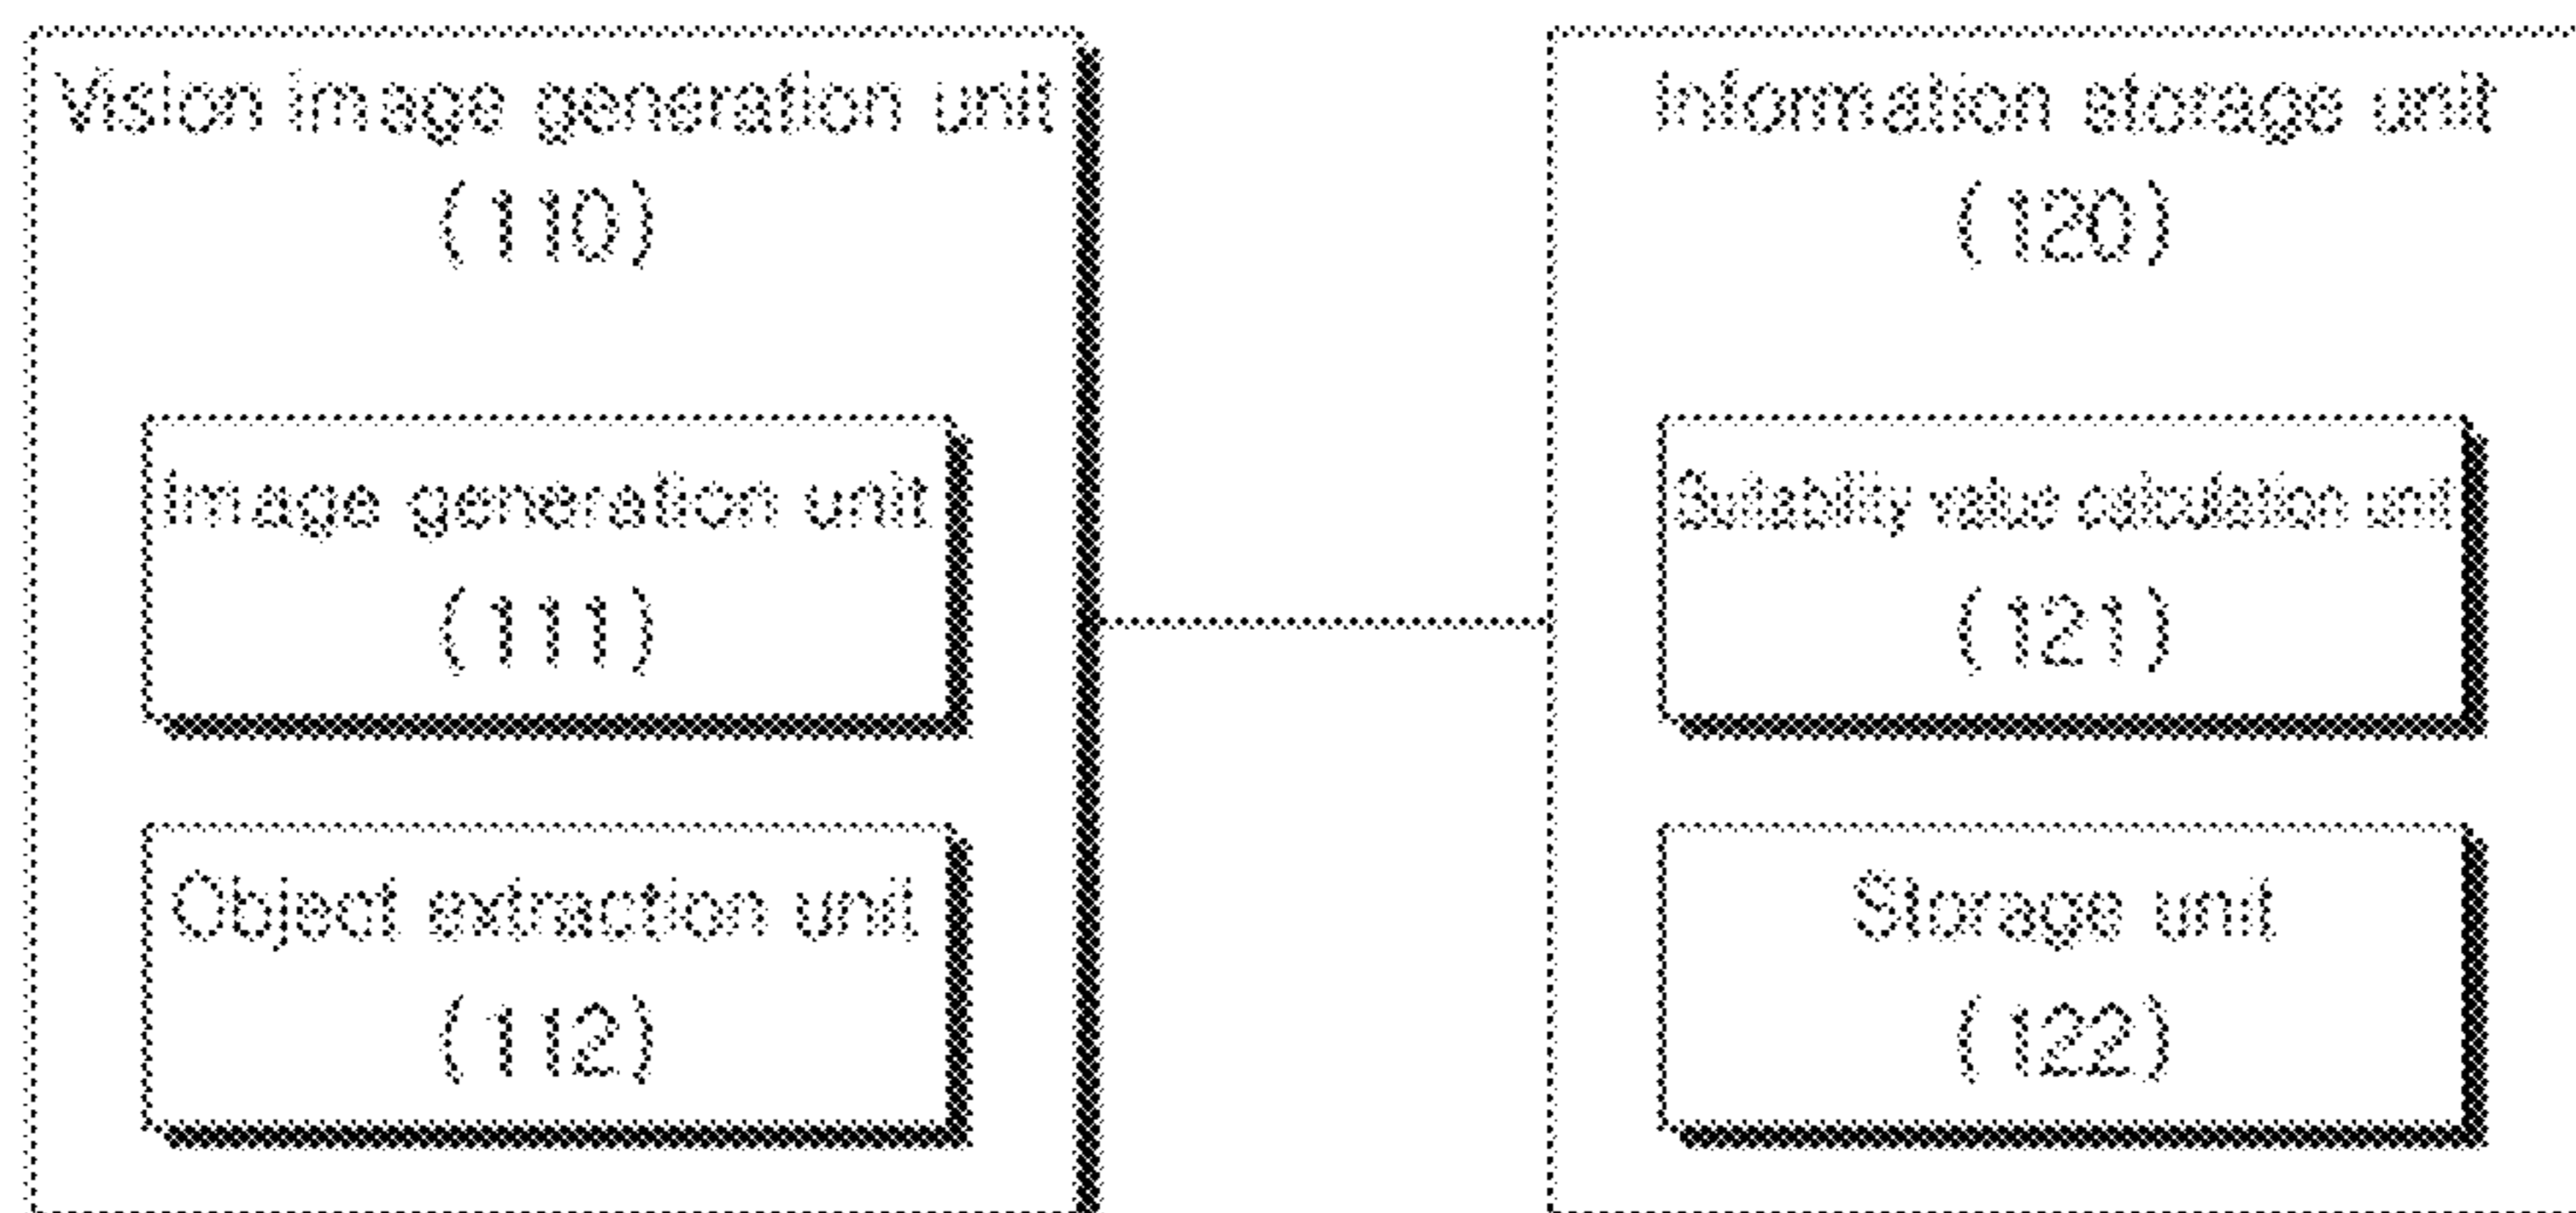 Vision image generation unit
(110)
Image generation unit
(111)
Object extraction unit
(112)
Information storage unit
(120)
Suitability value calculation unit
(121)
Storage unit
(122)